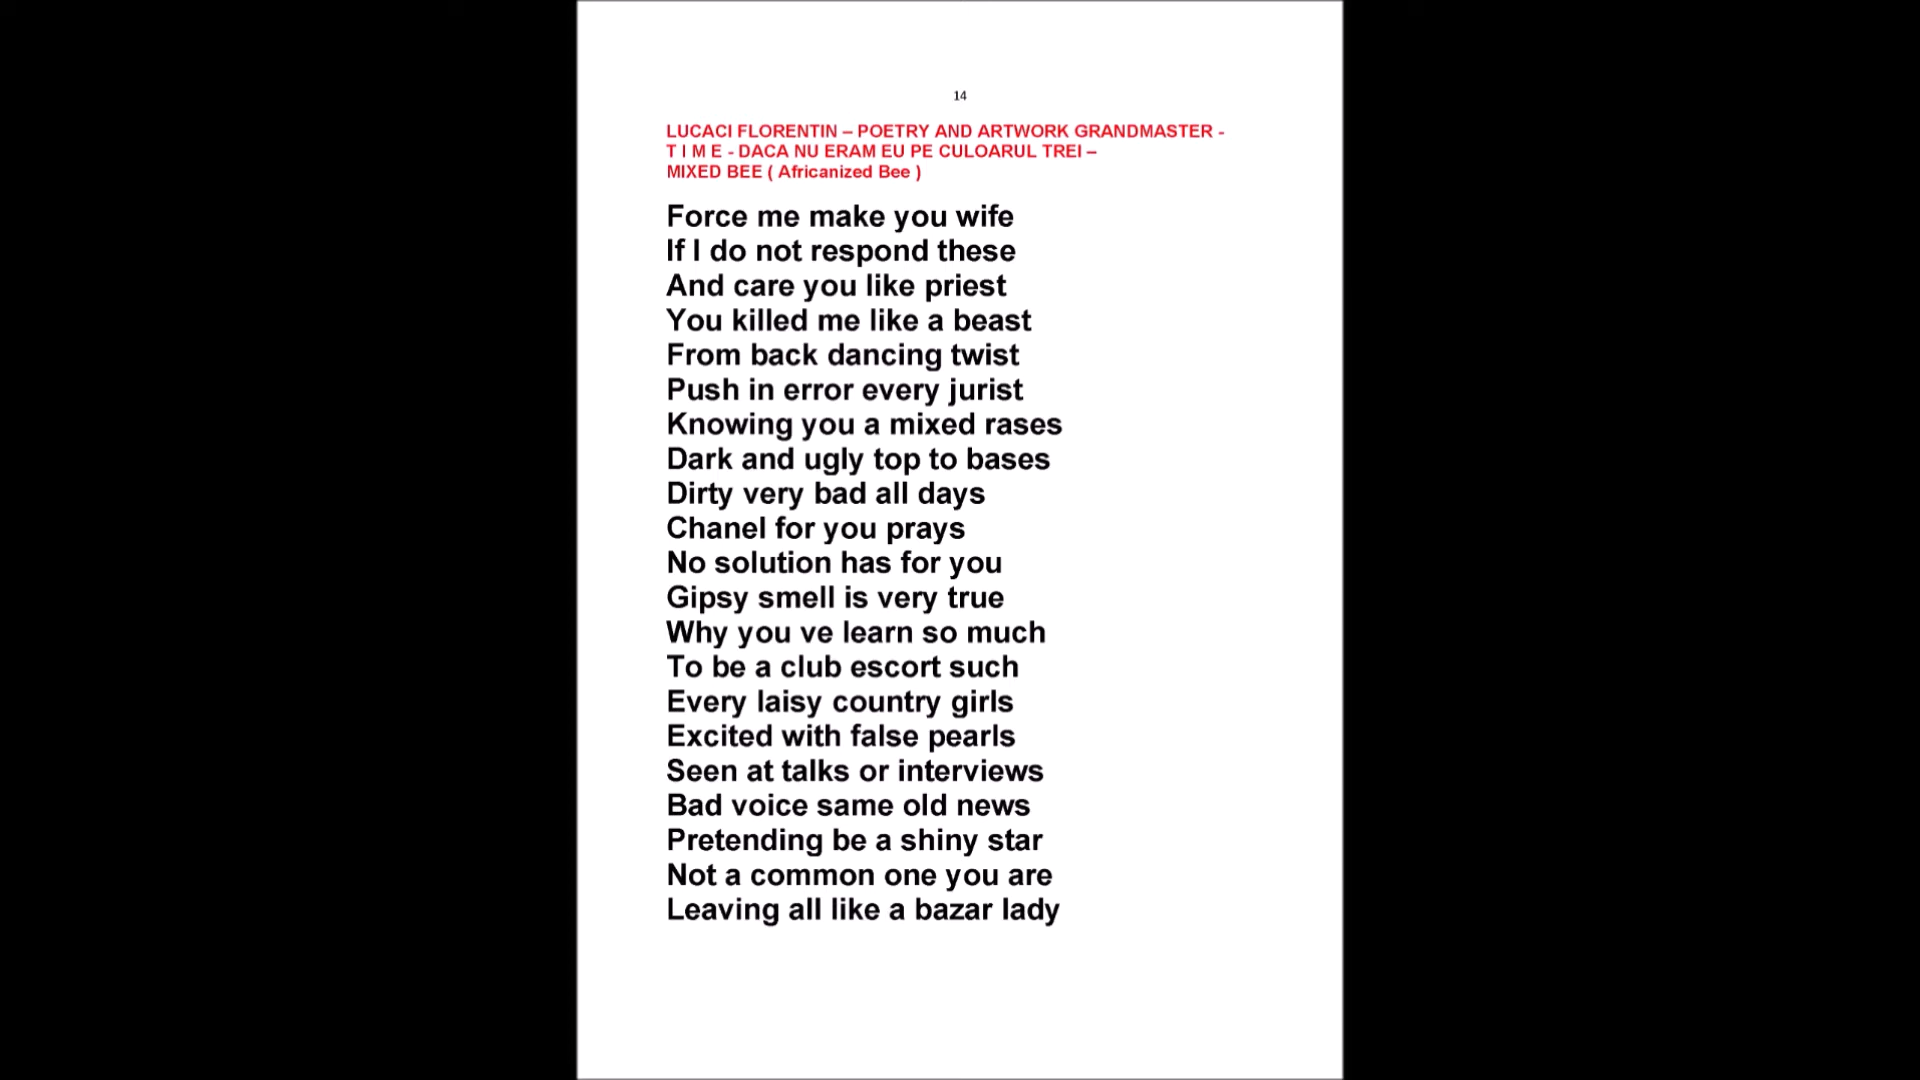 14
LUCACI FLORENTIN – POETRY AND ARTWORK GRANDMASTER -
T I M E - DACA NU ERAM EU PE CULOARUL TREI –
MIXED BEE ( Africanized Bee )
Force me make you wife
If I do not respond these
And care you like priest
You killed me like a beast
From back dancing twist
Push in error every jurist
Knowing you a mixed rases
Dark and ugly top to bases
Dirty very bad all days
Chanel for you prays
No solution has for you
Gipsy smell is very true
Why you ve learn so much
To be a club escort such
Every laisy country girls
Excited with false pearls
Seen at talks or interviews
Bad voice same old news
Pretending be a shiny star
Not a common one you are
Leaving all like a bazar lady